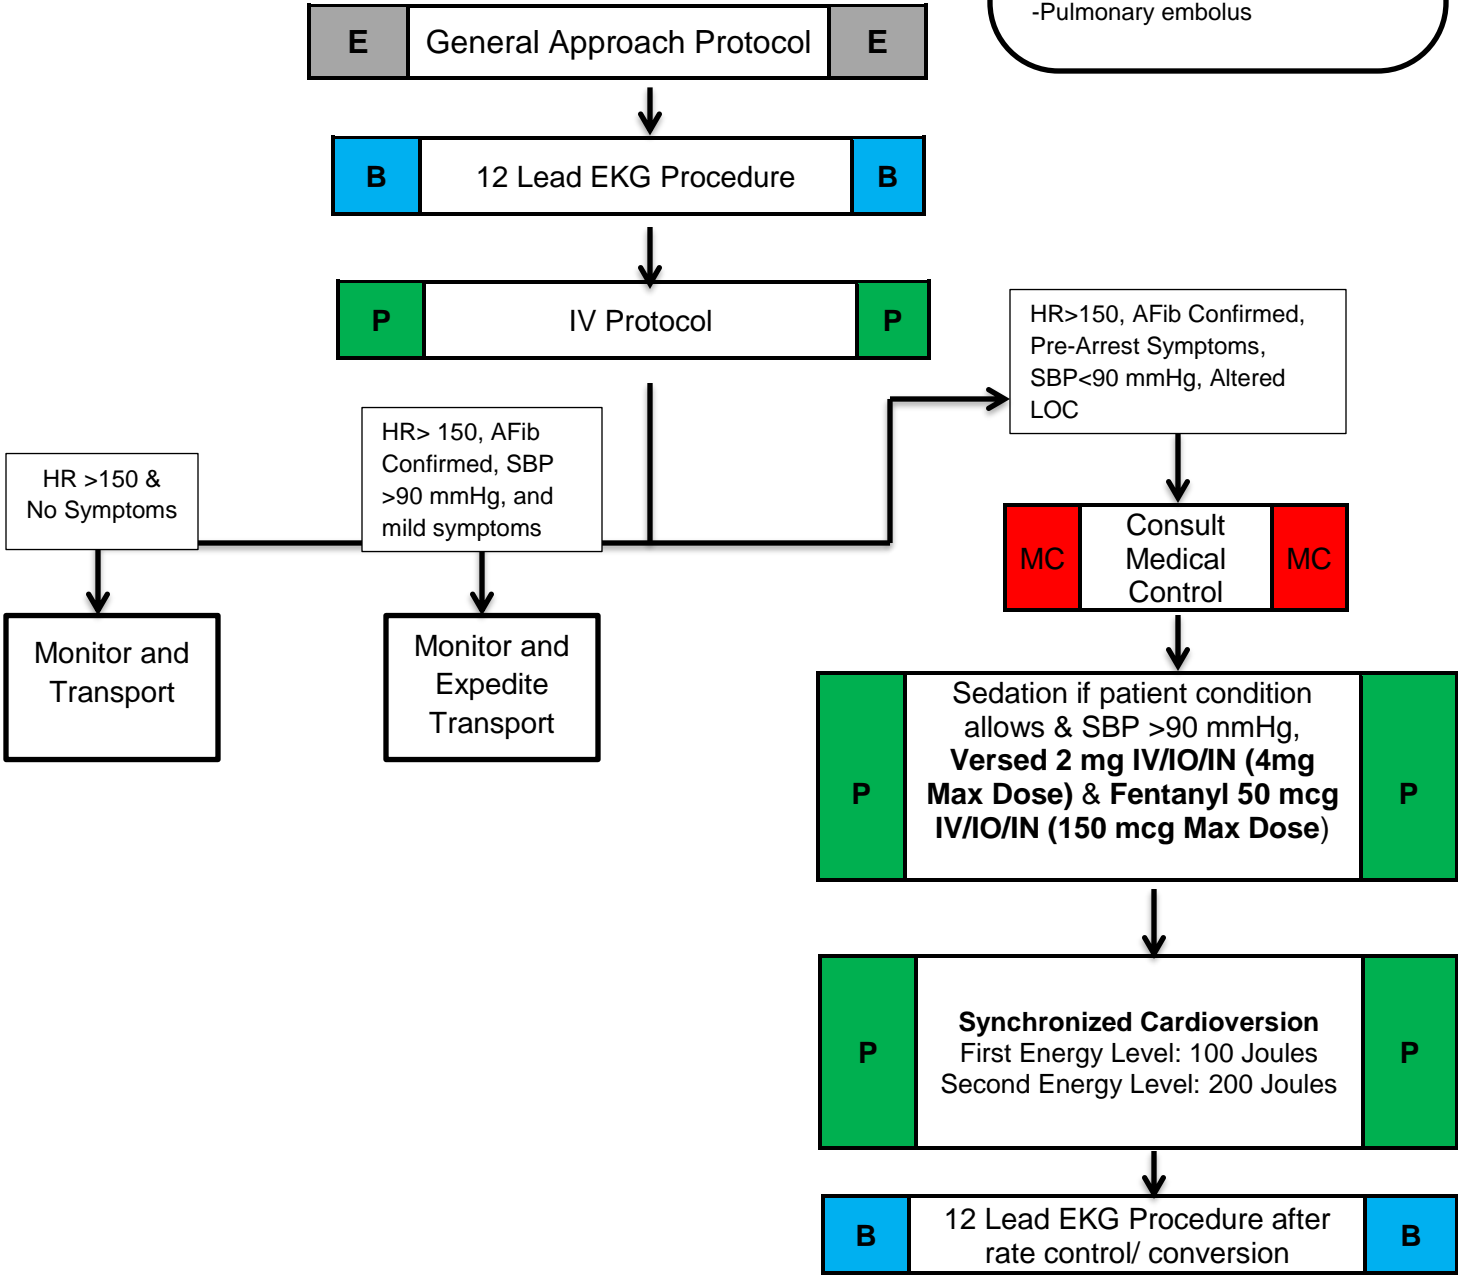 -Pulmonary embolus
E General Approach Protocol E
B 12 Lead EKG Procedure B
P IV Protocol P
HR>150, AFib Confirmed,
Pre-Arrest Symptoms,
SBP<90 mmHg, Altered
LOC
HR> 150, AFib
Confirmed, SBP
>90 mmHg, and
mild symptoms
HR >150 &
No Symptoms
MC Consult MC
Medical
Control
Monitor and
Transport
Monitor and
Expedite
Transport
Sedation if patient condition
allows & SBP >90 mmHg,
Versed 2 mg IV/IO/IN (4mg
P Max Dose) & Fentanyl 50 mcg P
IV/IO/IN (150 mcg Max Dose)
Synchronized Cardioversion
P First Energy Level: 100 Joules P
Second Energy Level: 200 Joules
B 12 Lead EKG Procedure after B
rate control/ conversion